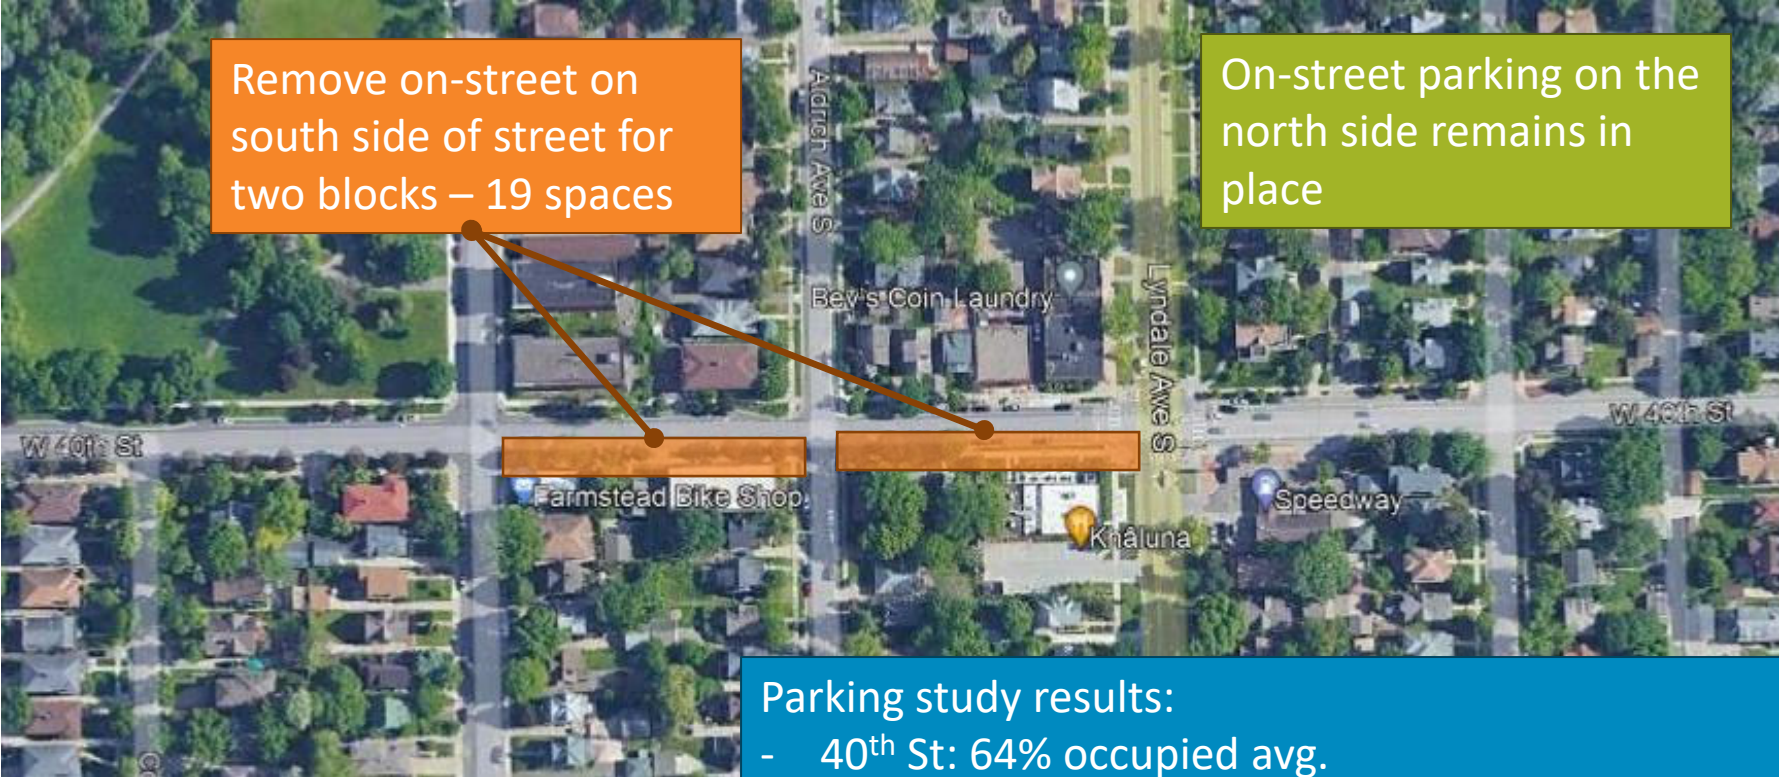 Remove on-street on
south side of street for
two blocks – 19 spaces
On-street parking on the
north side remains in
place
Aldrich Ave S
Bev's Coin Laundry
Lyndale Ave S
W 40th St
W 40th St
Farmstead Bike Shop
Speedway
Khâluna
Parking study results:
- 40th St: 64% occupied avg.